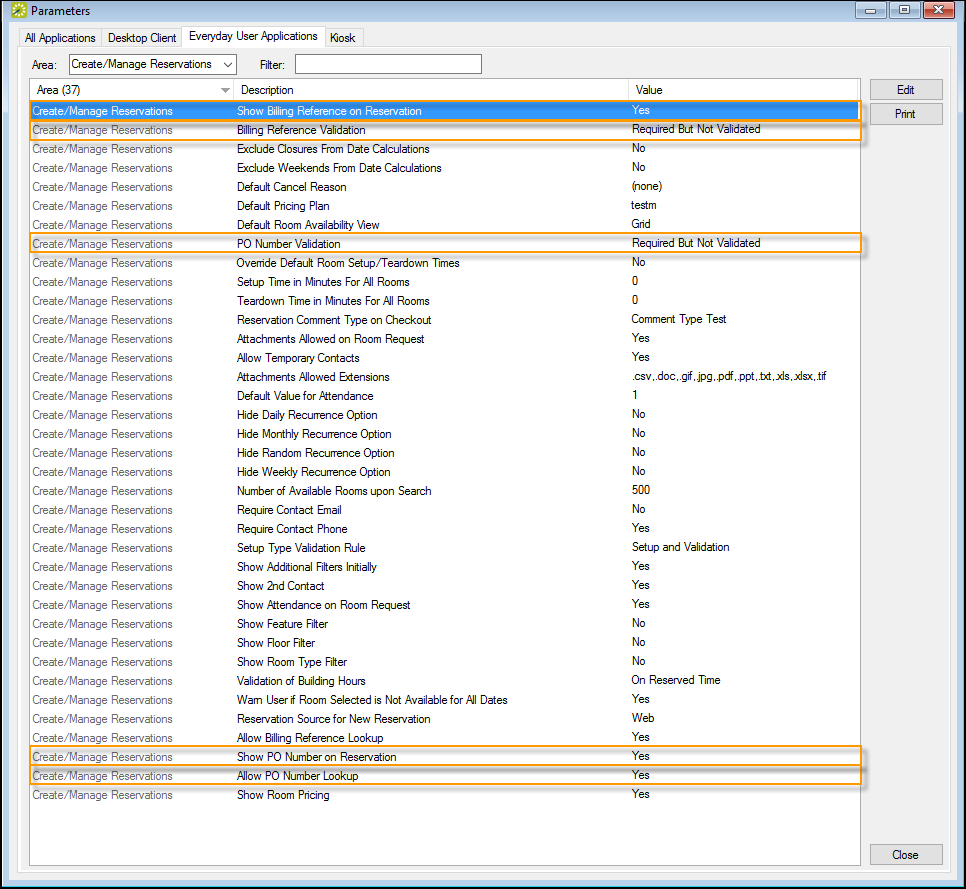 Parameters
All Applications Desktop Client Everyday User Applications Kiosk
Area: Create/Manage Reservations Filter:
Area (37) Description Value Edit
Create/Manage Reservations Show Billing Reference on Reservation Yes Print
Create/Manage Reservations Billing Reference Validation Required But Not Validated
Create/Manage Reservations Exclude Closures From Date Calculations No
Create/Manage Reservations Exclude Weekends From Date Calculations No
Create/Manage Reservations Default Cancel Reason (none)
Create/Manage Reservations Default Pricing Plan testm
Create/Manage Reservations Default Room Availability View Grid
Create/Manage Reservations PO Number Validation Required But Not Validated
Create/Manage Reservations Override Default Room Setup/Teardown Times No
Create/Manage Reservations Setup Time in Minutes For All Rooms 0
Create/Manage Reservations Teardown Time in Minutes For All Rooms 0
Create/Manage Reservations Reservation Comment Type on Checkout Comment Type Test
Create/Manage Reservations Attachments Allowed on Room Request Yes
Create/Manage Reservations Allow Temporary Contacts Yes
Create/Manage Reservations Attachments Allowed Extensions .csv,.doc,.gif,.jpg,.pdf,.ppt,.txt,.xls,.xlsx,.tif
Create/Manage Reservations Default Value for Attendance 1
Create/Manage Reservations Hide Daily Recurrence Option No
Create/Manage Reservations Hide Monthly Recurrence Option No
Create/Manage Reservations Hide Random Recurrence Option No
Create/Manage Reservations Hide Weekly Recurrence Option No
Create/Manage Reservations Number of Available Rooms upon Search 500
Create/Manage Reservations Require Contact Email No
Create/Manage Reservations Require Contact Phone Yes
Create/Manage Reservations Setup Type Validation Rule Setup and Validation
Create/Manage Reservations Show Additional Filters Initially Yes
Create/Manage Reservations Show 2nd Contact Yes
Create/Manage Reservations Show Attendance on Room Request Yes
Create/Manage Reservations Show Feature Filter No
Create/Manage Reservations Show Floor Filter No
Create/Manage Reservations Show Room Type Filter No
Create/Manage Reservations Validation of Building Hours On Reserved Time
Create/Manage Reservations Warn User if Room Selected is Not Available for All Dates Yes
Create/Manage Reservations Reservation Source for New Reservation Web
Create/Manage Reservations Allow Billing Reference Lookup Yes
Create/Manage Reservations Show PO Number on Reservation Yes
Create/Manage Reservations Allow PO Number Lookup Yes
Create/Manage Reservations Show Room Pricing Yes
Close